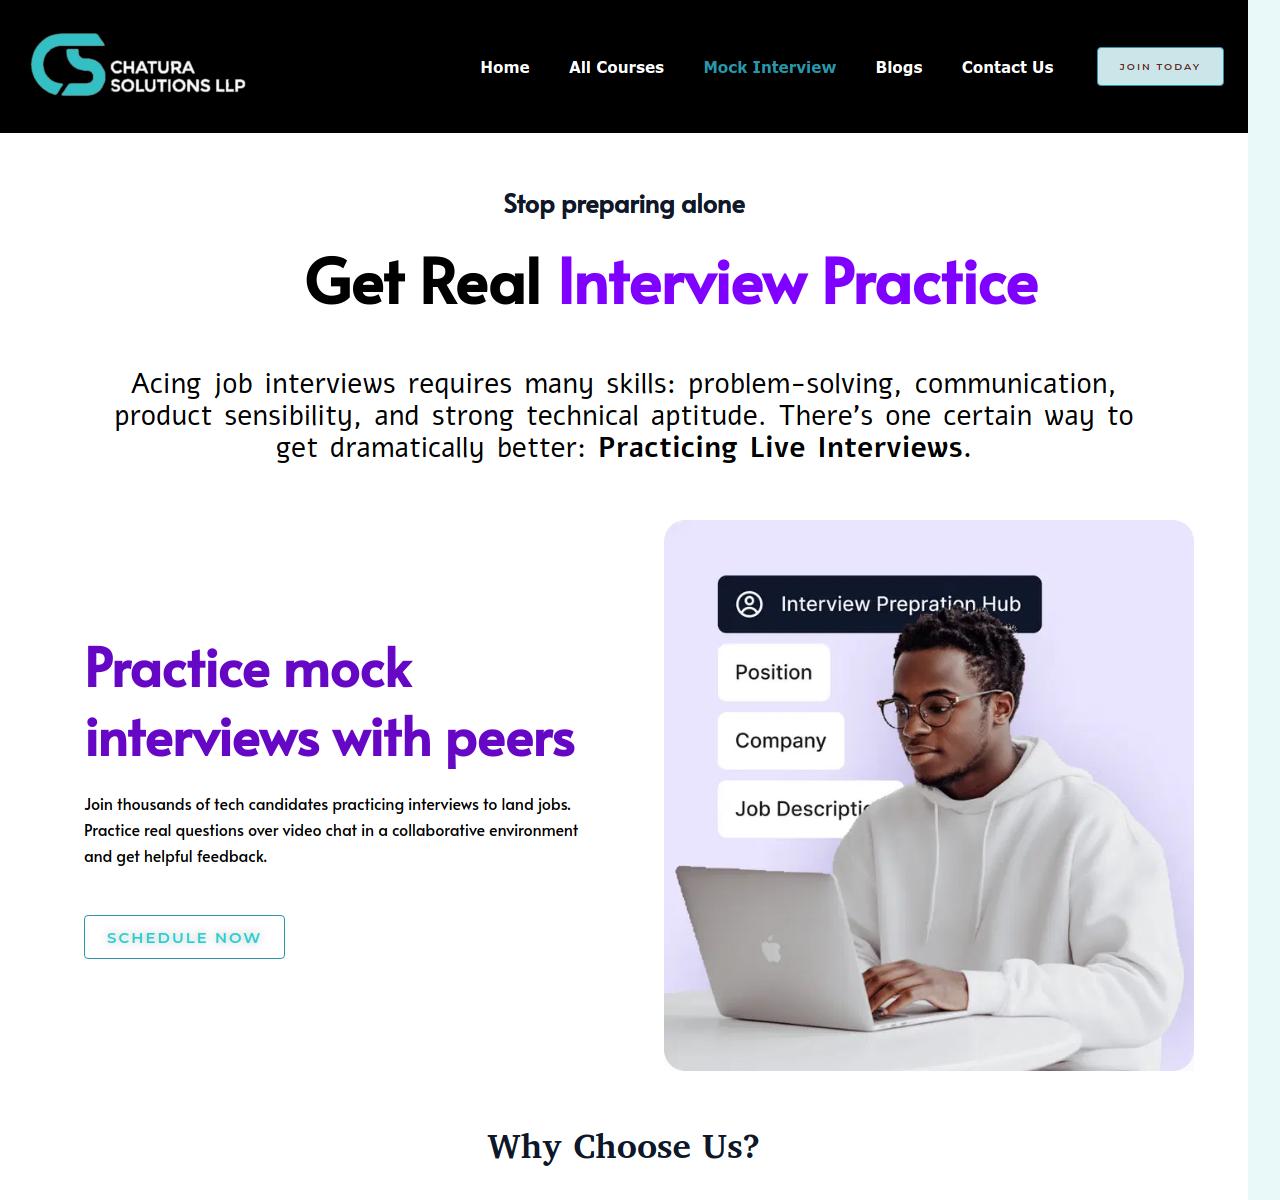 CHATURA
SOLUTIONS LLP
Home
All Courses
Mock Interview
Blogs
Contact Us
JOIN TODAY
Stop preparing alone
Get Real Interview Practice
Acing job interviews requires many skills: problem-solving, communication,
product sensibility, and strong technical aptitude. There's one certain way to
get dramatically better: Practicing Live Interviews.
Practice mock
interviews with peers
Join thousands of tech candidates practicing interviews to land jobs.
Practice real questions over video chat in a collaborative environment
and get helpful feedback.
SCHEDULE NOW
Interview Prepration Hub
Position
Company
Job Descriptio
Why Choose Us?